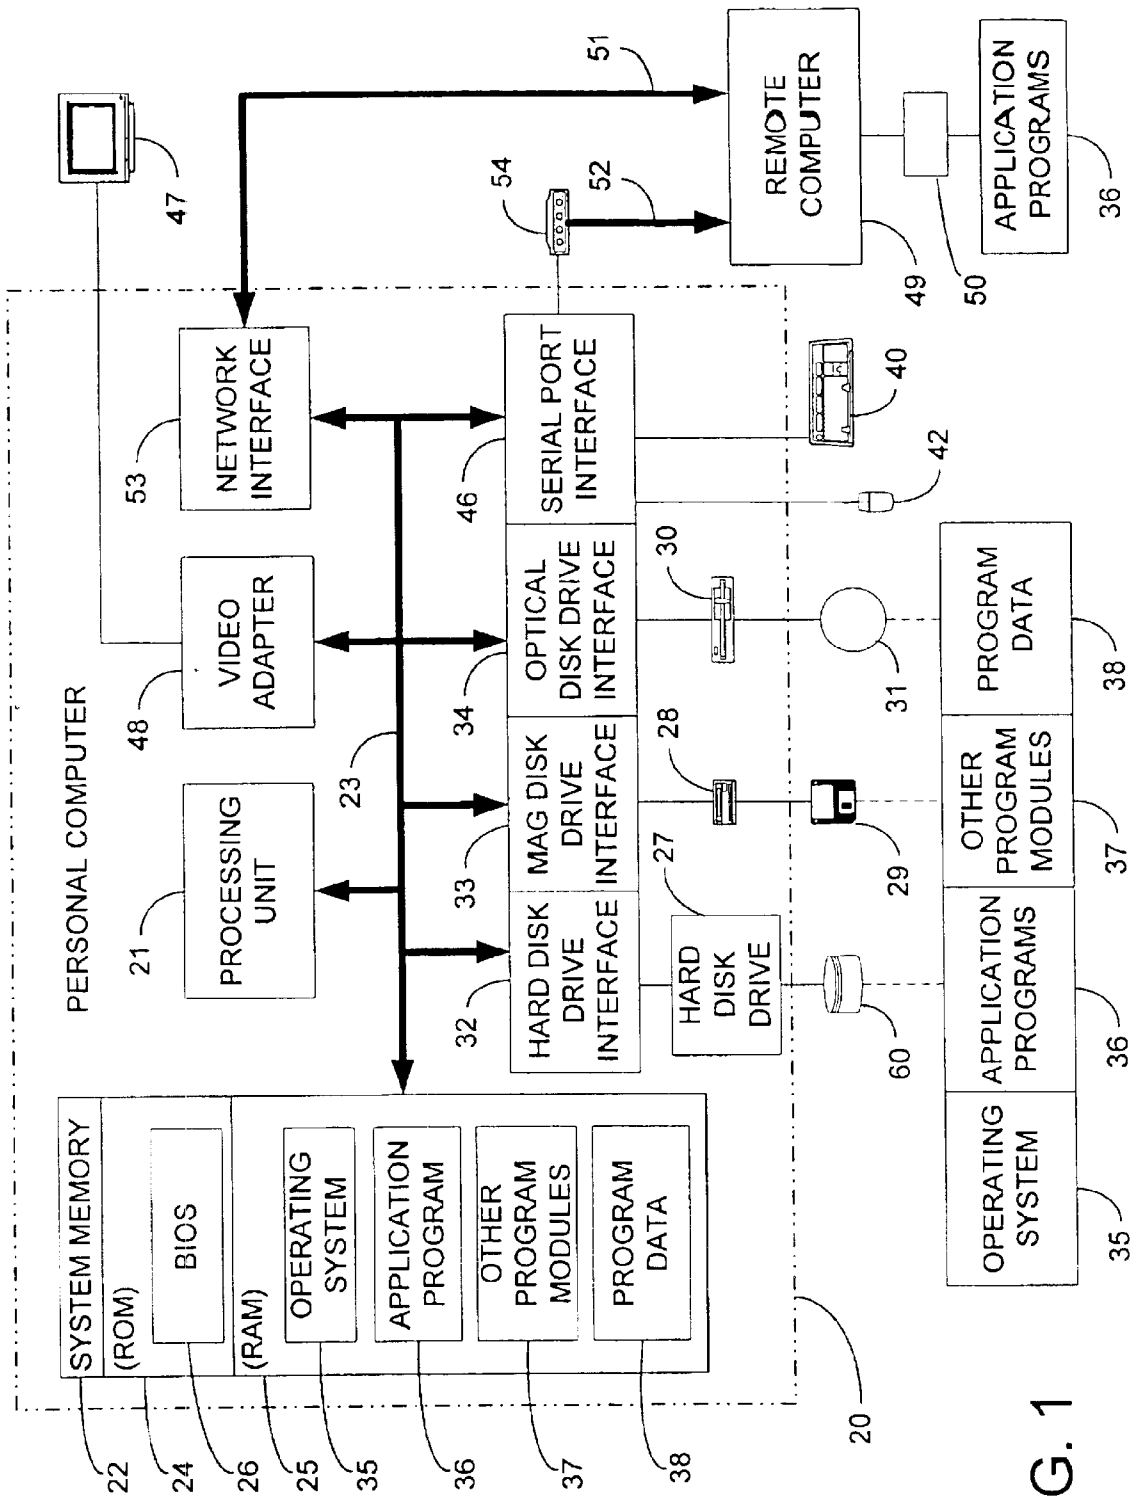 PERSONAL COMPUTER
SYSTEM MEMORY
(ROM)
BIOS
(RAM)
OPERATING
SYSTEM
APPLICATION
PROGRAM
OTHER
PROGRAM
MODULES
PROGRAM
DATA
22
24
26
25
35
36
37
38
20
PROCESSING
UNIT
21
VIDEO
ADAPTER
48
NETWORK
INTERFACE
53
47
23
HARD DISK
DRIVE
INTERFACE
32
MAG DISK
DRIVE
INTERFACE
33
OPTICAL
DISK DRIVE
INTERFACE
34
SERIAL PORT
INTERFACE
46
54
52
51
HARD
DISK
DRIVE
27
28
30
42
40
60
29
31
REMOTE
COMPUTER
49
50
APPLICATION
PROGRAMS
36
OPERATING
SYSTEM
35
APPLICATION
PROGRAMS
36
OTHER
PROGRAM
MODULES
37
PROGRAM
DATA
38
G. 1